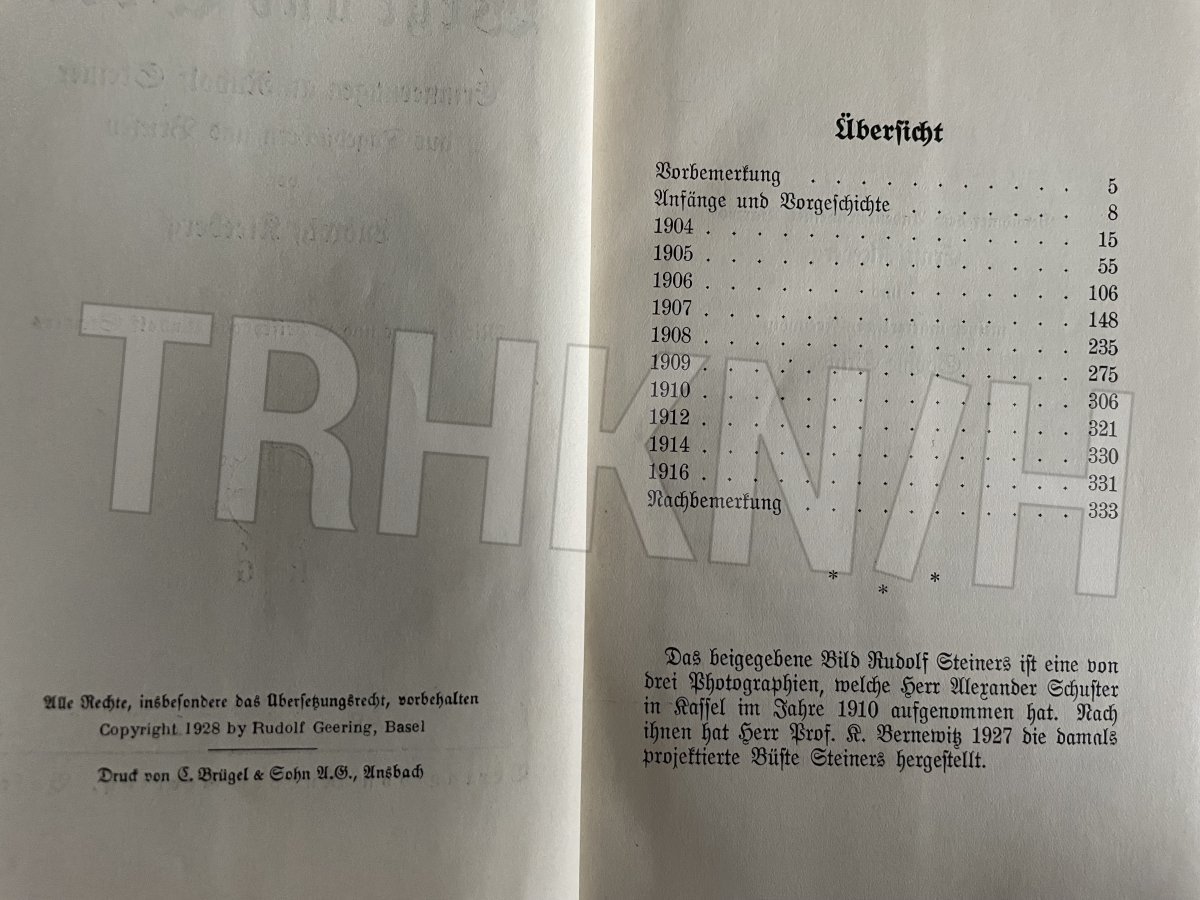 Alle Rechte, insbesondere das Übersetzungsrecht, vorbehalten
Copyright 1928 by Rudolf Geering, Basel
Druck von C. Brügel & Sohn A.G., Ansbach
Übersicht
Vorbemerkung . . . . . . . . . . . 5
Anfänge und Vorgeschichte . . . . . . . 8
1904 . . . . . . . . . . . . . . . 15
1905 . . . . . . . . . . . . . . . 55
1906 . . . . . . . . . . . . . . . 106
1907 . . . . . . . . . . . . . . . 148
1908 . . . . . . . . . . . . . . . 235
1909 . . . . . . . . . . . . . . . 275
1910 . . . . . . . . . . . . . . . 306
1912 . . . . . . . . . . . . . . . 321
1914 . . . . . . . . . . . . . . . 330
1916 . . . . . . . . . . . . . . . 331
Nachbemerkung . . . . . . . . . . . 333
* * *
Das beigegebene Bild Rudolf Steiners ist eine von
drei Photographien, welche Herr Alexander Schuster
in Kassel im Jahre 1910 aufgenommen hat. Nach
ihnen hat Herr Prof. K. Bernewitz 1927 die damals
projektierte Büste Steiners hergestellt.
TRHKN/H